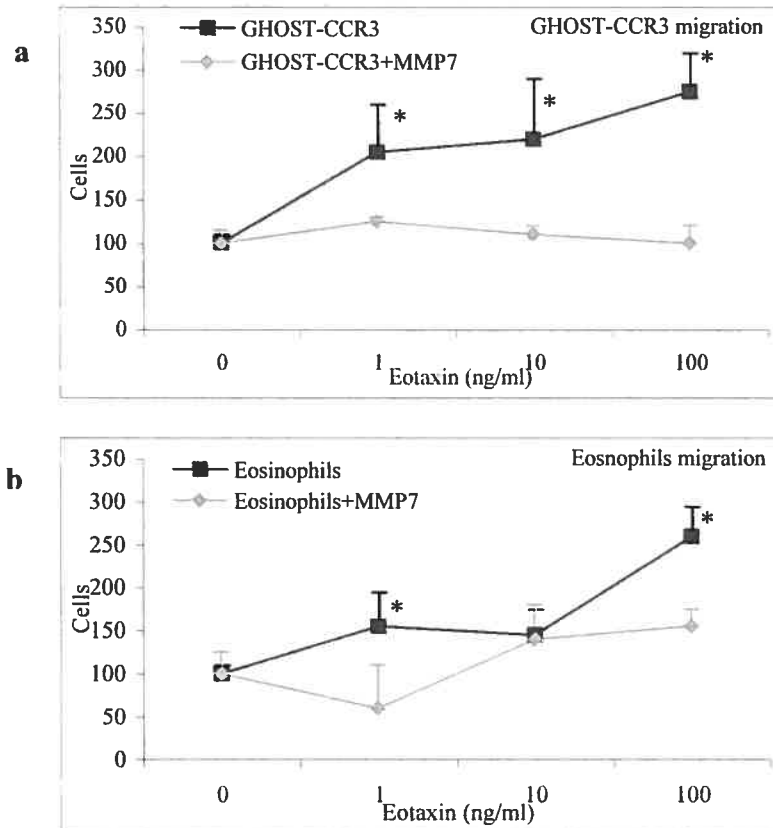 a
GHOST-CCR3
GHOST-CCR3+MMP7
GHOST-CCR3 migration
350
300
250
200
150
100
50
0
Cells
*
*
*
0 1 10 100
Eotaxin (ng/ml)
b
Eosinophils
Eosinophils+MMP7
Eosnophils migration
350
300
250
200
150
100
50
0
Cells
*
*
0 1 10 100
Eotaxin (ng/ml)